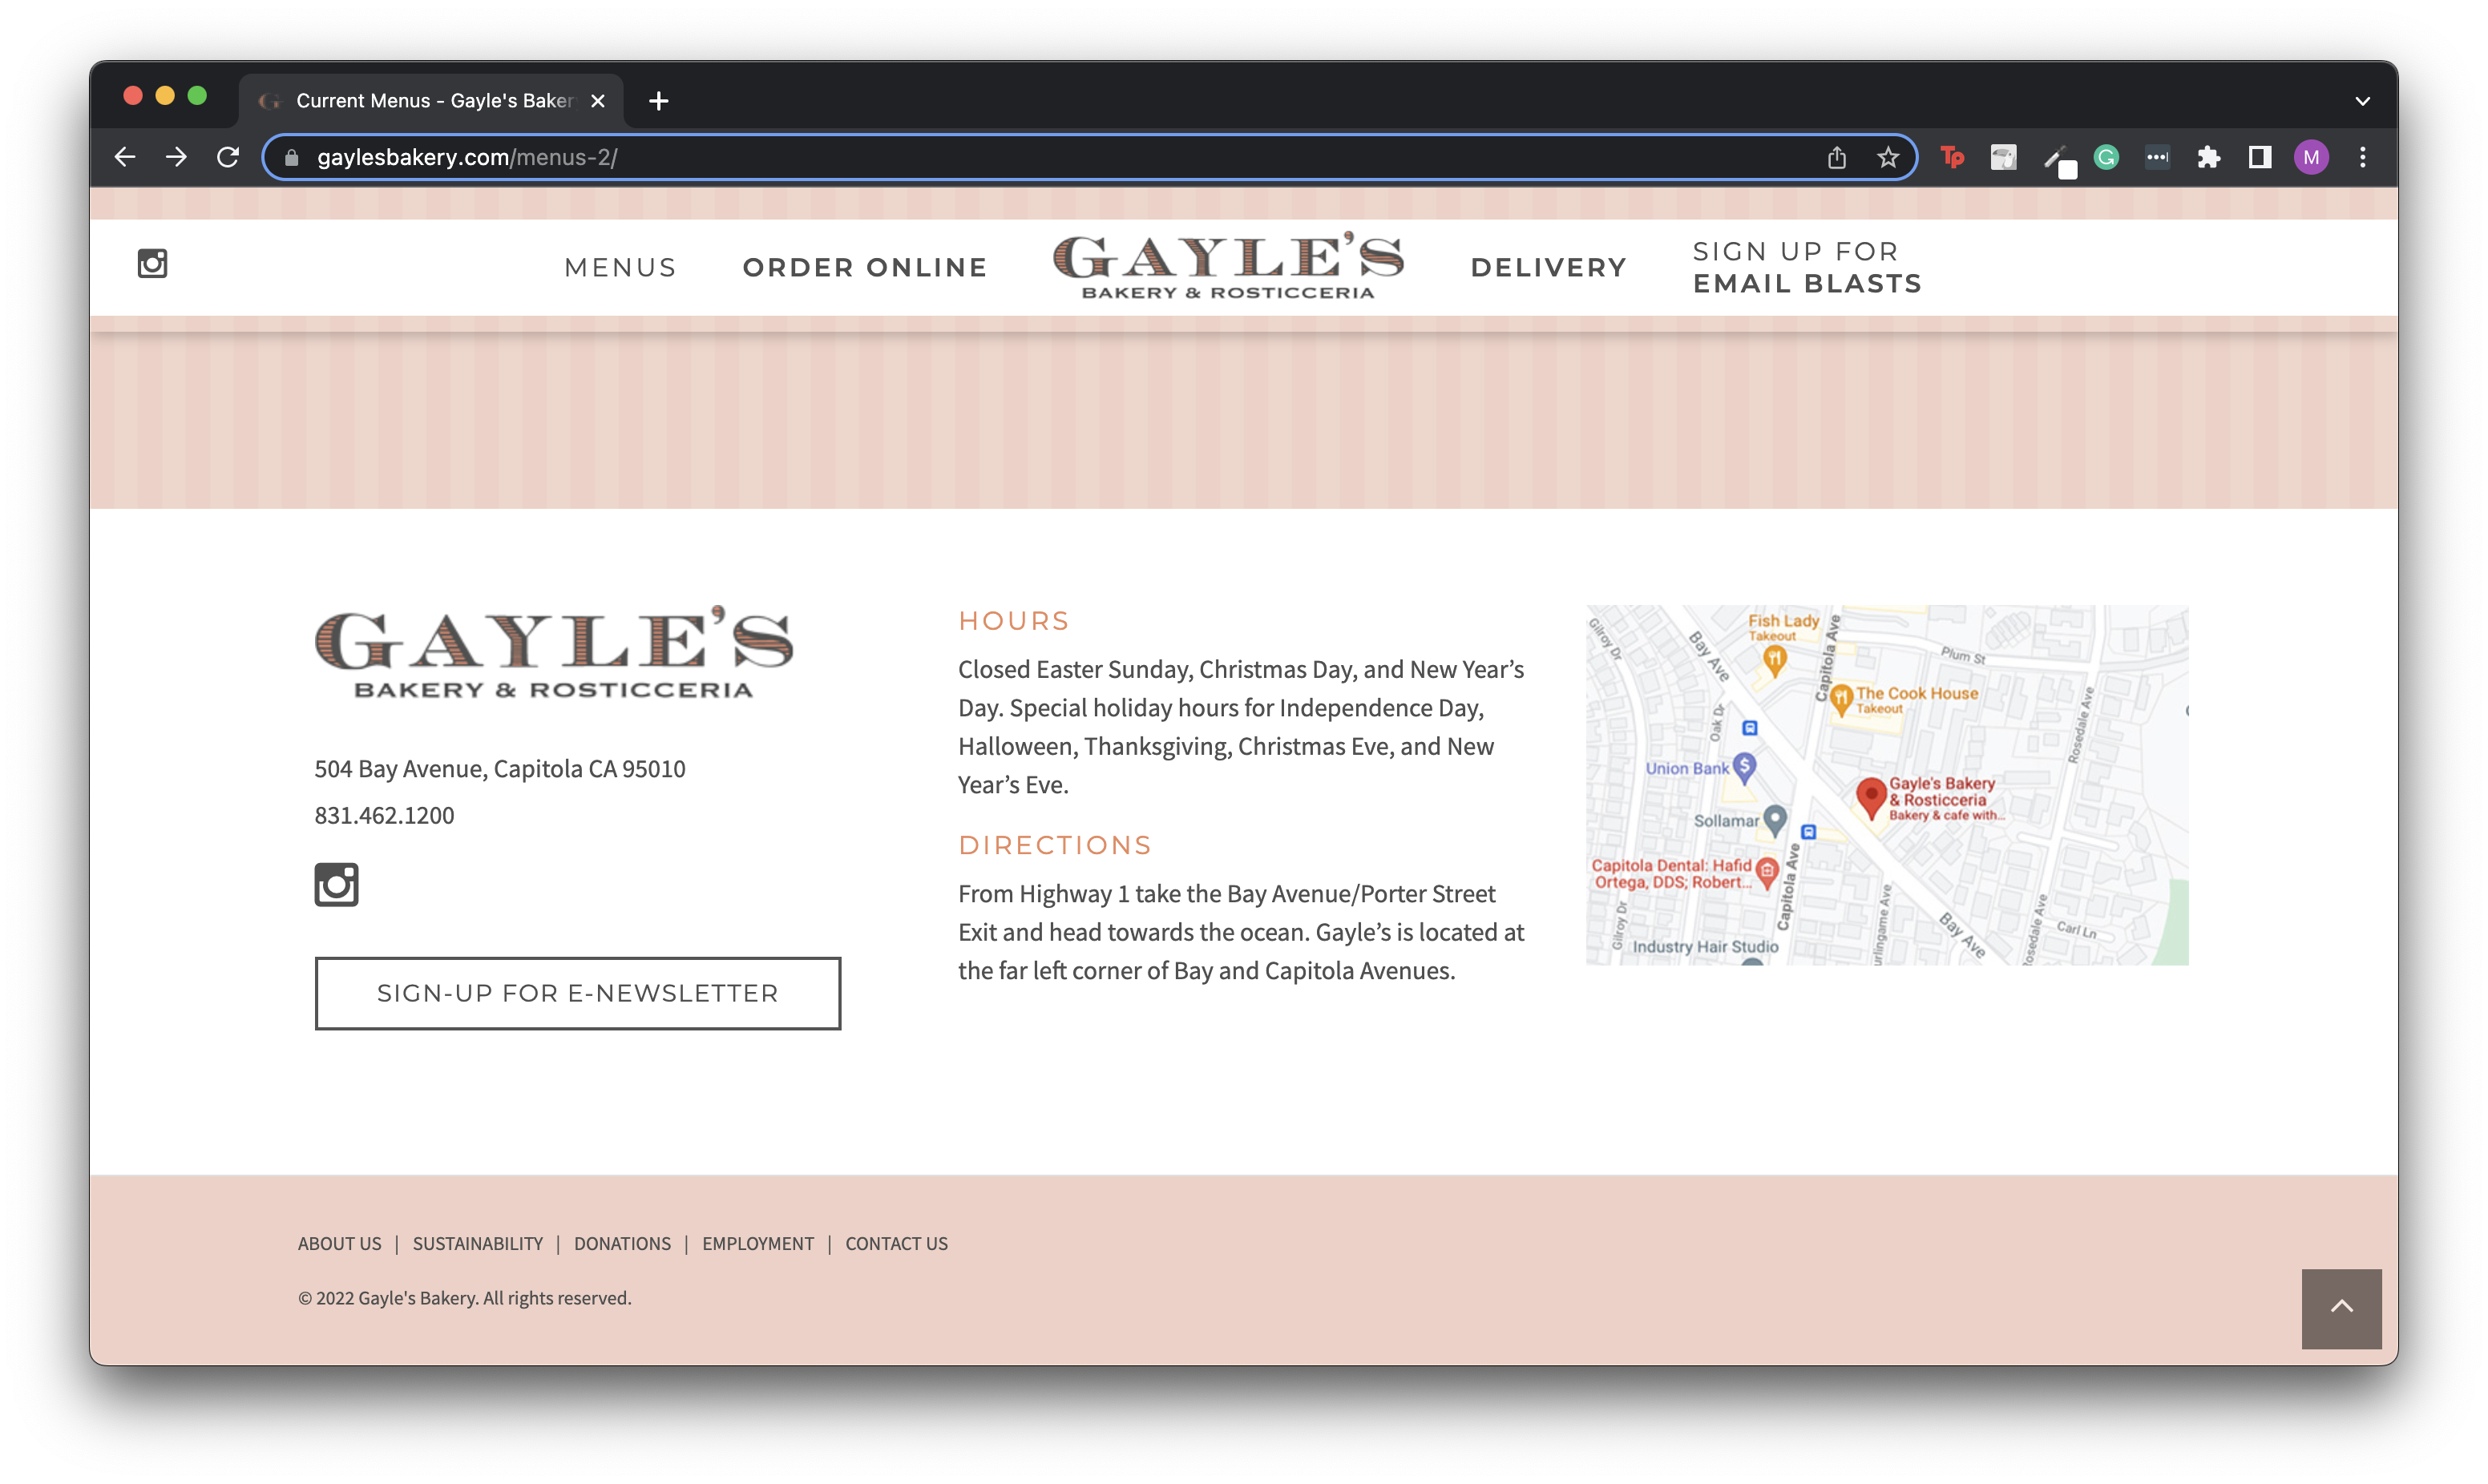 Current Menus - Gayle's Baker
gaylesbakery.com/menus-2/
Tp
G
M
MENUS
ORDER ONLINE
GAYLE'S
BAKERY & ROSTICCERIA
DELIVERY
SIGN UP FOR
EMAIL BLASTS
GAYLE'S
BAKERY & ROSTICCERIA
504 Bay Avenue, Capitola CA 95010
831.462.1200
SIGN-UP FOR E-NEWSLETTER
HOURS
Closed Easter Sunday, Christmas Day, and New Year’s
Day. Special holiday hours for Independence Day,
Halloween, Thanksgiving, Christmas Eve, and New
Year’s Eve.
DIRECTIONS
From Highway 1 take the Bay Avenue/Porter Street
Exit and head towards the ocean. Gayle’s is located at
the far left corner of Bay and Capitola Avenues.
Gilroy Dr
Bay Ave
Fish Lady
Takeout
Capitola Ave
Plum St
The Cook House
Takeout
Oak Dr
Rosedale Ave
Union Bank
Gayle's Bakery
& Rosticceria
Bakery & cafe with...
Sollamar
Capitola Dental: Hafid
Ortega, DDS; Robert...
Capitola Ave
Gilroy Dr
Industry Hair Studio
urlingame Ave
Bay Ave
osedale Ave
Carl Ln
ABOUT US | SUSTAINABILITY | DONATIONS | EMPLOYMENT | CONTACT US
© 2022 Gayle's Bakery. All rights reserved.